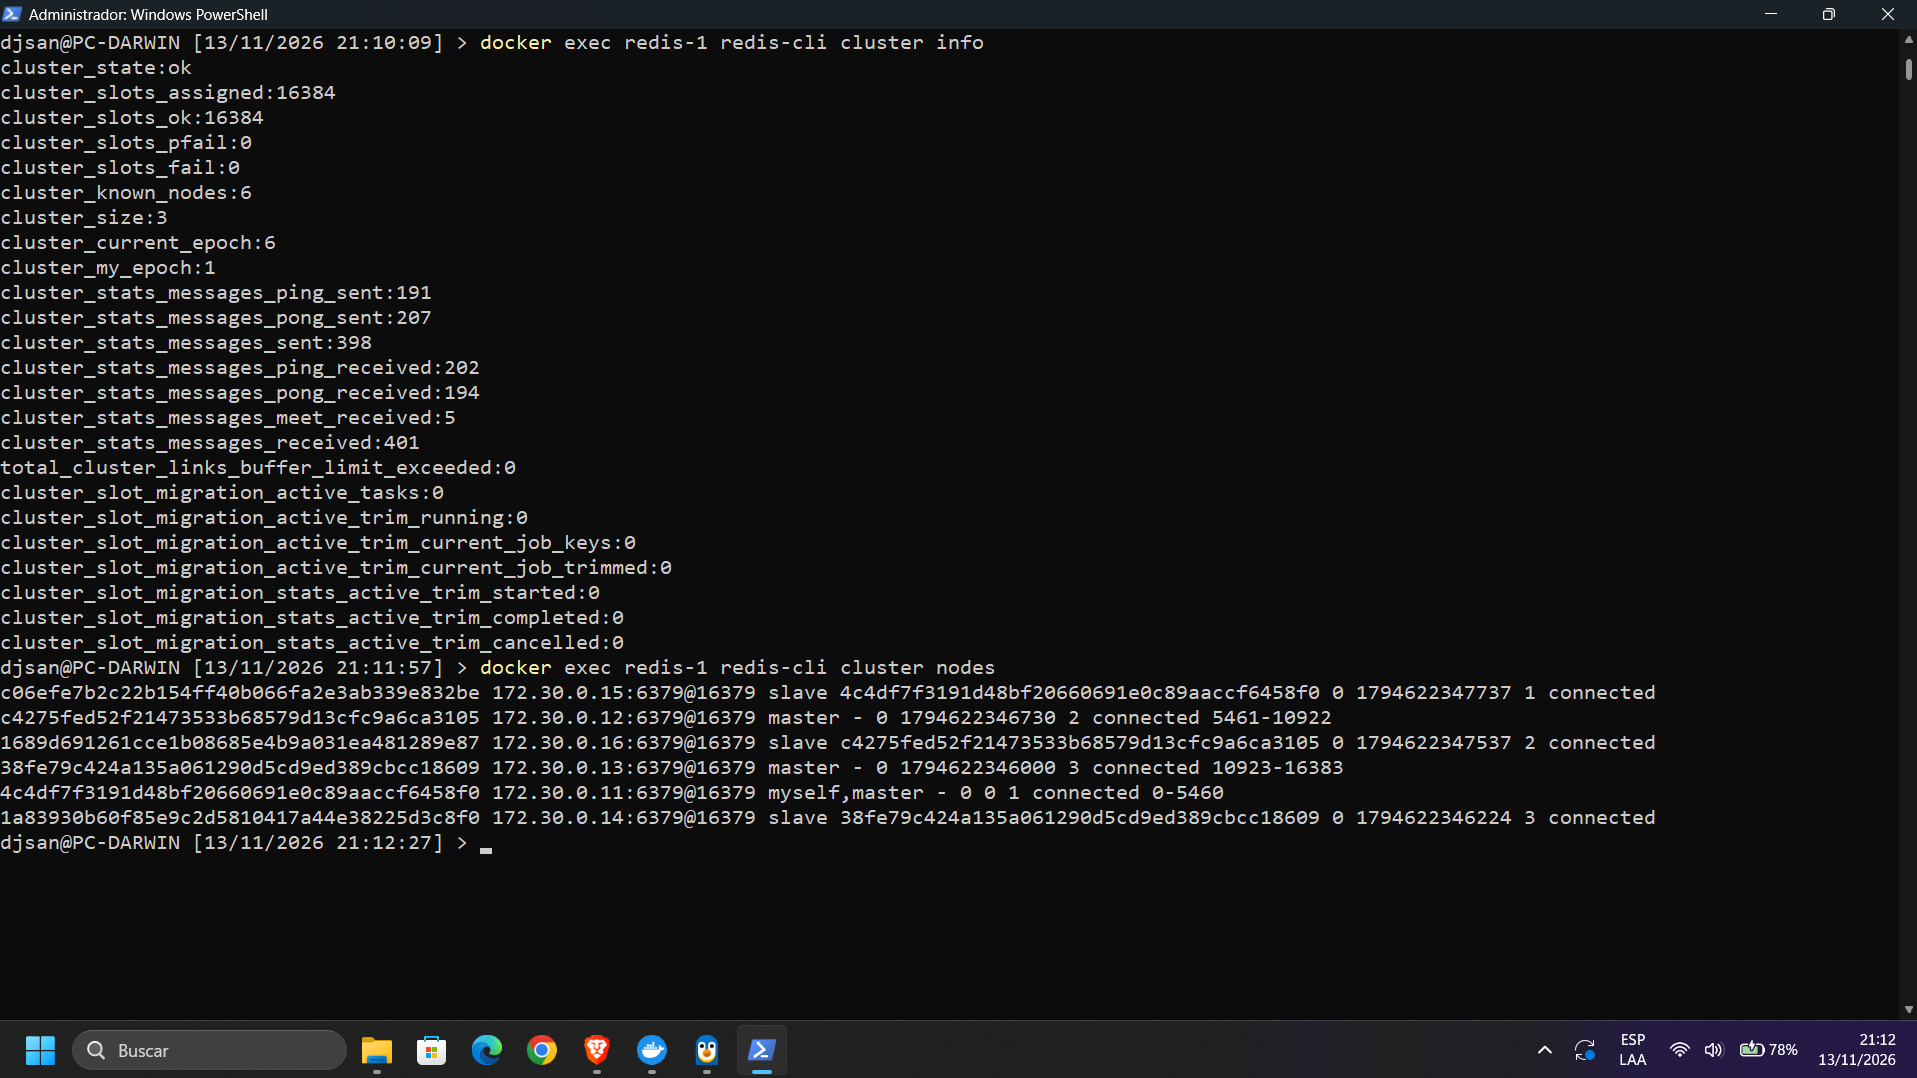 Administrador: Windows PowerShell
djsan@PC-DARWIN [13/11/2026 21:10:09] > docker exec redis-1 redis-cli cluster info
cluster_state:ok
cluster_slots_assigned:16384
cluster_slots_ok:16384
cluster_slots_pfail:0
cluster_slots_fail:0
cluster_known_nodes:6
cluster_size:3
cluster_current_epoch:6
cluster_my_epoch:1
cluster_stats_messages_ping_sent:191
cluster_stats_messages_pong_sent:207
cluster_stats_messages_sent:398
cluster_stats_messages_ping_received:202
cluster_stats_messages_pong_received:194
cluster_stats_messages_meet_received:5
cluster_stats_messages_received:401
total_cluster_links_buffer_limit_exceeded:0
cluster_slot_migration_active_tasks:0
cluster_slot_migration_active_trim_running:0
cluster_slot_migration_active_trim_current_job_keys:0
cluster_slot_migration_active_trim_current_job_trimmed:0
cluster_slot_migration_stats_active_trim_started:0
cluster_slot_migration_stats_active_trim_completed:0
cluster_slot_migration_stats_active_trim_cancelled:0
djsan@PC-DARWIN [13/11/2026 21:11:57] > docker exec redis-1 redis-cli cluster nodes
c06efe7b2c22b154ff40b066fa2e3ab339e832be 172.30.0.15:6379@16379 slave 4c4df7f3191d48bf20660691e0c89aaccf6458f0 0 1794622347737 1 connected
c4275fed52f21473533b68579d13cfc9a6ca3105 172.30.0.12:6379@16379 master - 0 1794622346730 2 connected 5461-10922
1689d691261cce1b08685e4b9a031ea481289e87 172.30.0.16:6379@16379 slave c4275fed52f21473533b68579d13cfc9a6ca3105 0 1794622347537 2 connected
38fe79c424a135a061290d5cd9ed389cbcc18609 172.30.0.13:6379@16379 master - 0 1794622346000 3 connected 10923-16383
4c4df7f3191d48bf20660691e0c89aaccf6458f0 172.30.0.11:6379@16379 myself,master - 0 0 1 connected 0-5460
1a83930b60f85e9c2d5810417a44e38225d3c8f0 172.30.0.14:6379@16379 slave 38fe79c424a135a061290d5cd9ed389cbcc18609 0 1794622346224 3 connected
djsan@PC-DARWIN [13/11/2026 21:12:27] >
Buscar
ESP
LAA
78%
21:12
13/11/2026